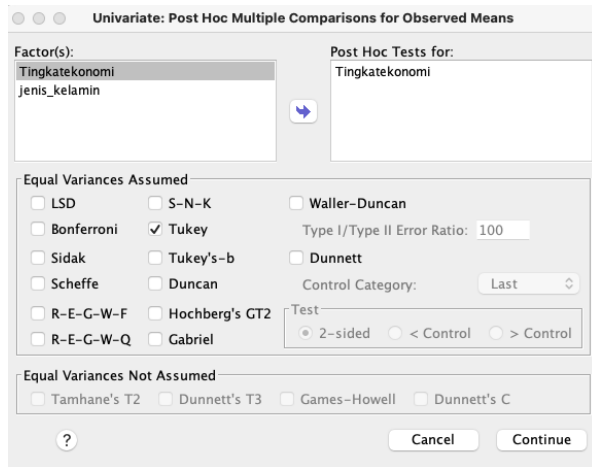 Univariate: Post Hoc Multiple Comparisons for Observed Means
Factor(s):
Tingkatekonomi
jenis_kelamin
Post Hoc Tests for:
Tingkatekonomi
Equal Variances Assumed
LSD S-N-K Waller-Duncan
Bonferroni Tukey Type I/Type II Error Ratio: 100
Sidak Tukey's-b Dunnett
Scheffe Duncan Control Category: Last
Test
R-E-G-W-F Hochberg's GT2
R-E-G-W-Q Gabriel 2-sided < Control > Control
Equal Variances Not Assumed
Tamhane's T2 Dunnett's T3 Games-Howell Dunnett's C
? Cancel Continue